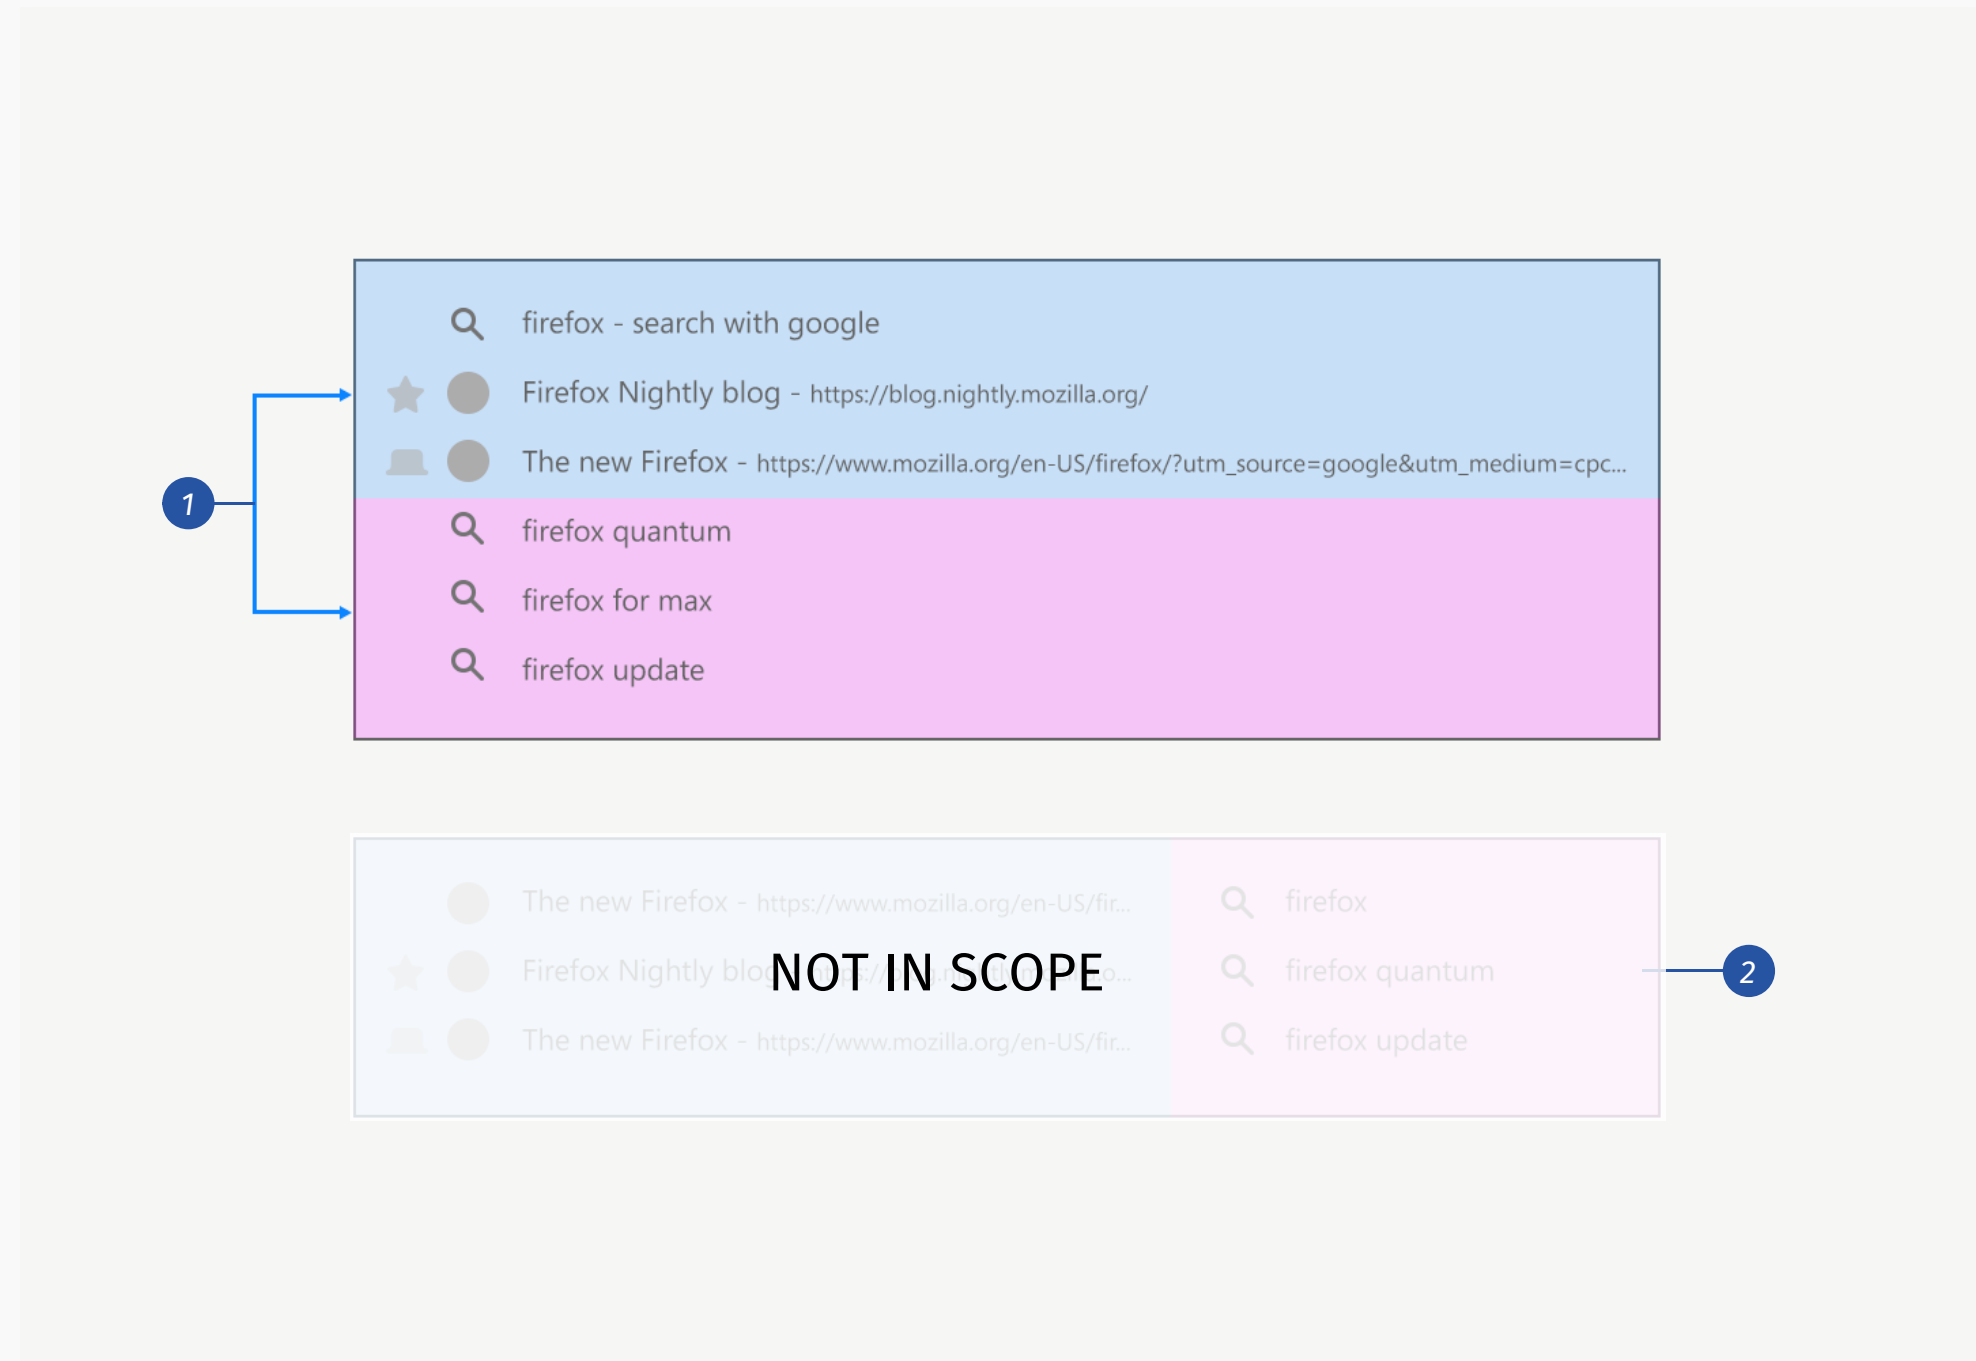 firefox - search with google
Firefox Nightly blog - https://blog.nightly.mozilla.org/
The new Firefox - https://www.mozilla.org/en-US/firefox/?utm_source=google&utm_medium=cpc...
1
firefox quantum
firefox for max
firefox update
The new Firefox - https://www.mozilla.org/en-US/fir...
firefox
Firefox Nightly blog
NOT IN SCOPE
firefox quantum
2
The new Firefox - https://www.mozilla.org/en-US/fir...
firefox update